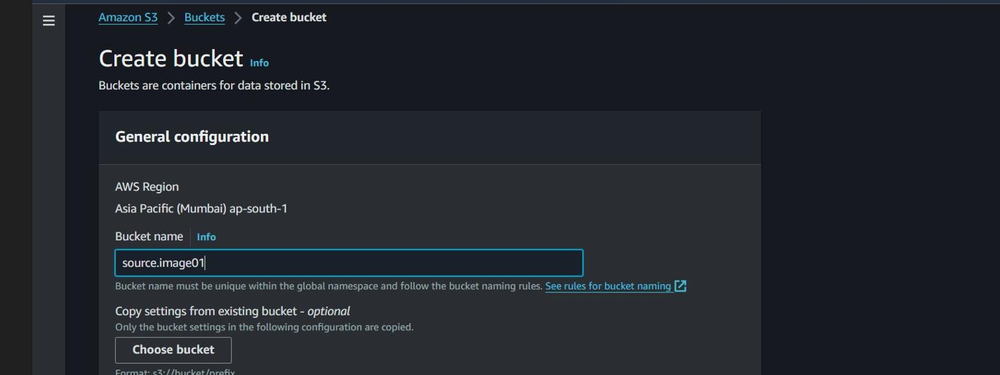 Amazon S3 > Buckets > Create bucket
Create bucket Info
Buckets are containers for data stored in S3.
General configuration
AWS Region
Asia Pacific (Mumbai) ap-south-1
Bucket name | Info
source.image01
Bucket name must be unique within the global namespace and follow the bucket naming rules. See rules for bucket naming
Copy settings from existing bucket - optional
Only the bucket settings in the following configuration are copied.
Choose bucket
Format: s3://bucket/prefix